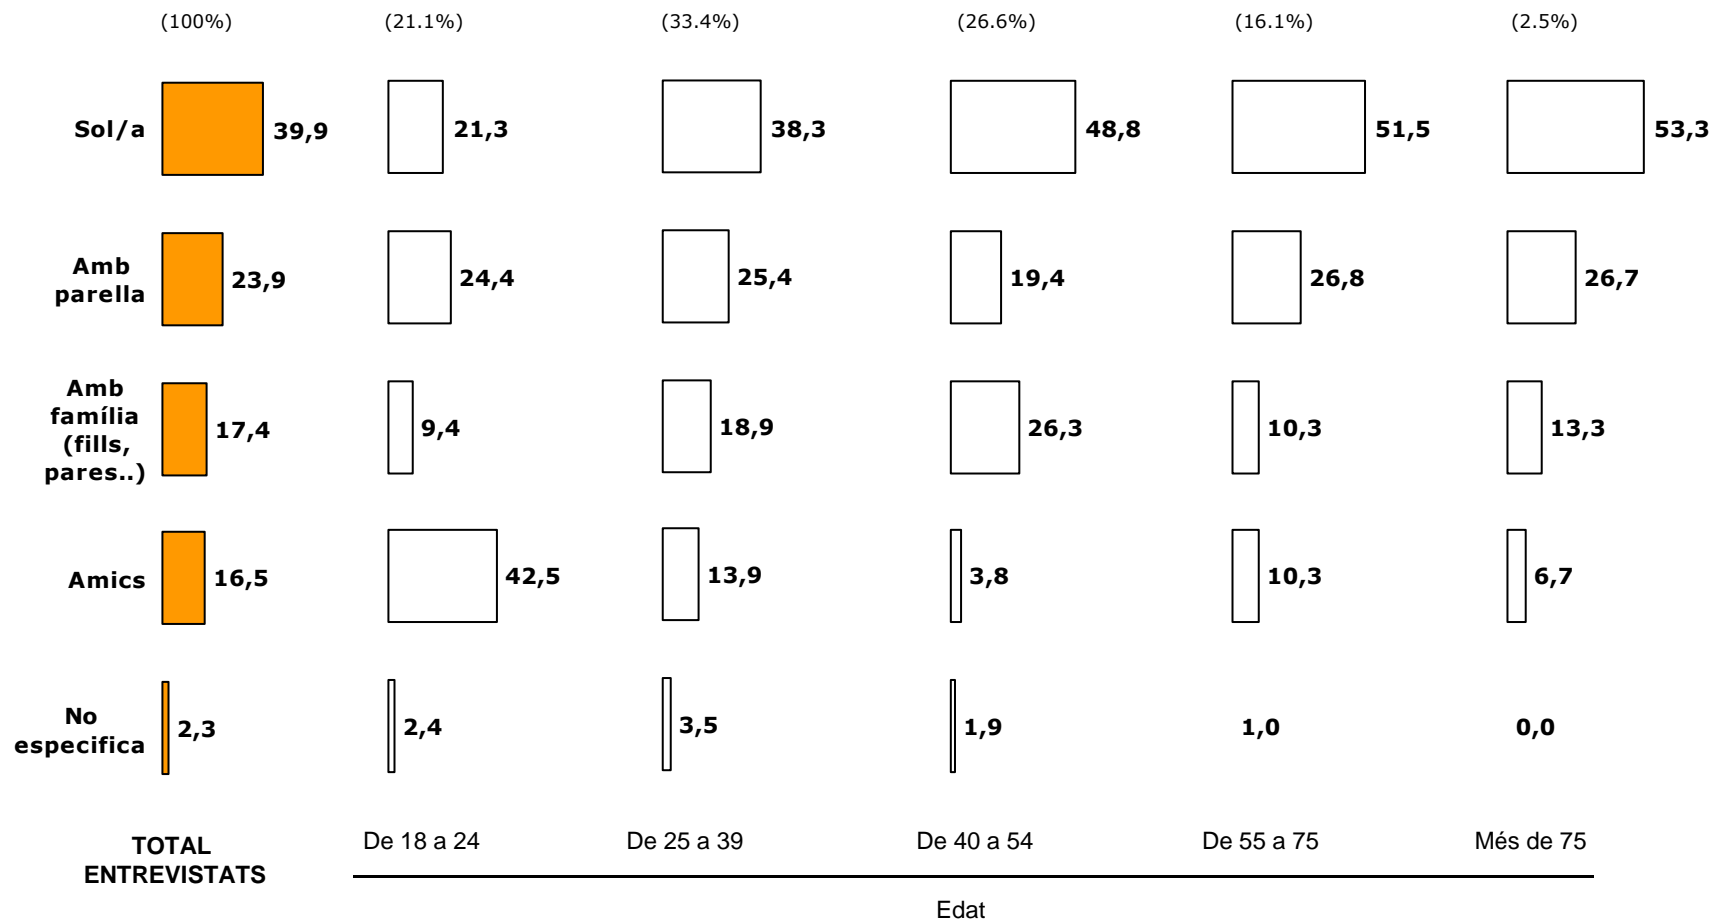 (100%) (21.1%) (33.4%) (26.6%) (16.1%) (2.5%)
Sol/a 39,9 21,3 38,3 48,8 51,5 53,3
Amb
parella 23,9 24,4 25,4 19,4 26,8 26,7
Amb
família
(fills,
pares..) 17,4 9,4 18,9 26,3 10,3 13,3
Amics 16,5 42,5 13,9 3,8 10,3 6,7
No
especifica 2,3 2,4 3,5 1,9 1,0 0,0
TOTAL
ENTREVISTATS
De 18 a 24 De 25 a 39 De 40 a 54 De 55 a 75 Més de 75
Edat